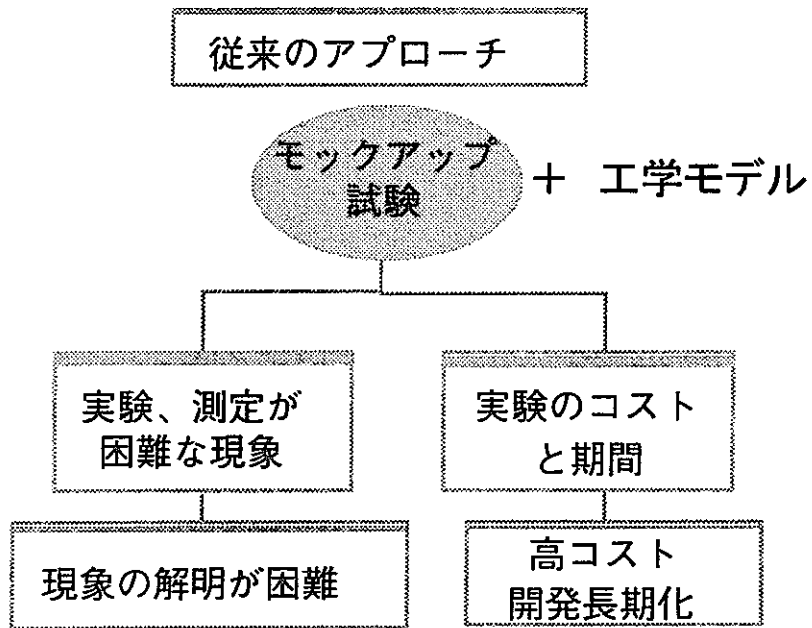 従来のアプローチ
モックアップ
試験
+ 工学モデル
実験、測定が
困難な現象
実験のコスト
と期間
現象の解明が困難
高コスト
開発長期化